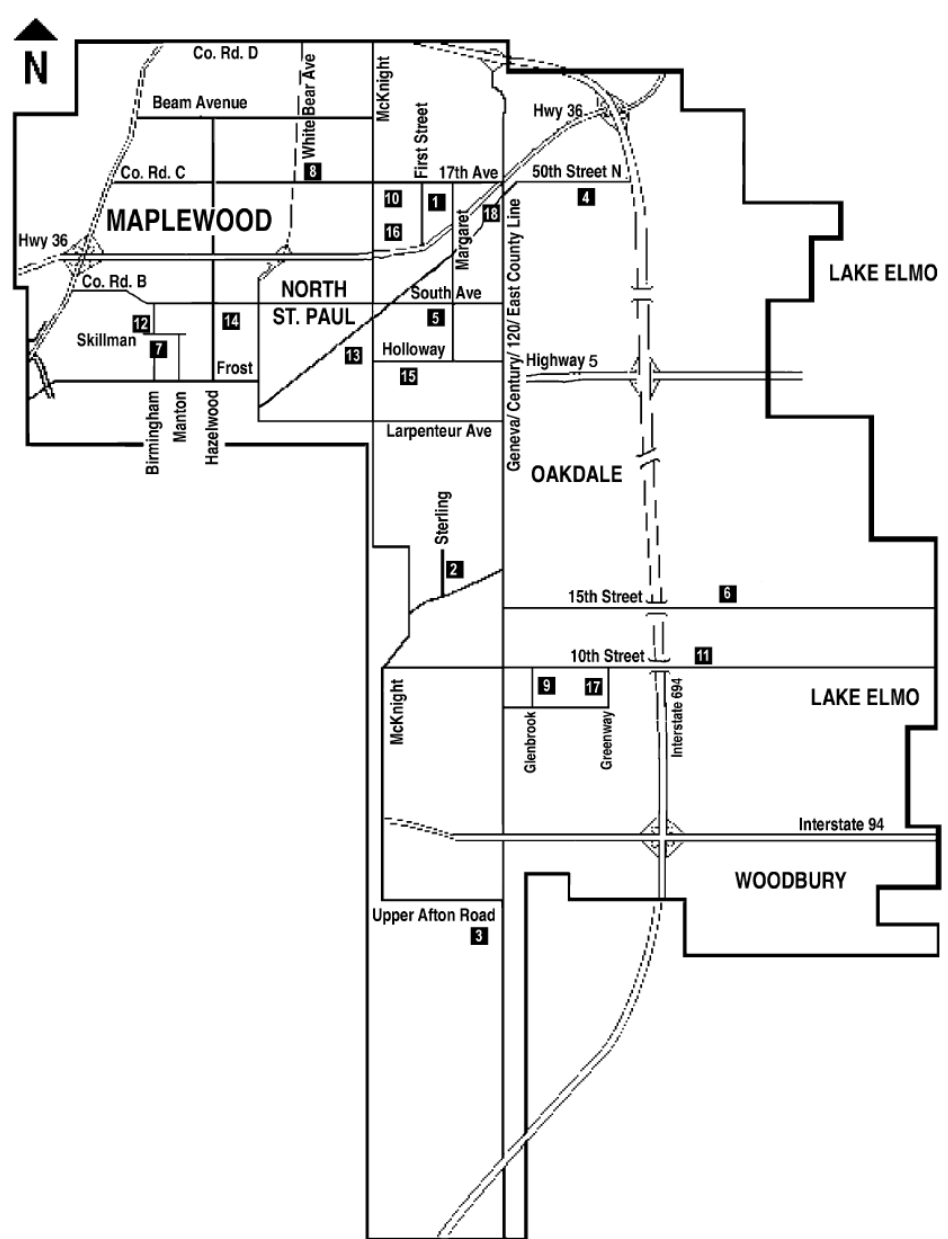 N
Co. Rd. D
White Bear Ave
McKnight
Beam Avenue
First Street
Hwy 36
Co. Rd. C
8
17th Ave
50th Street N
10
1
4
MAPLEWOOD
16
Margaret
18
Hwy 36
Geneva/ Century/ 120/ East County Line
LAKE ELMO
Co. Rd. B
NORTH
ST. PAUL
South Ave
12
14
5
Skillman
7
13
Holloway
Highway 5
Frost
15
Birmingham
Manton
Hazelwood
Larpenteur Ave
OAKDALE
Sterling
2
15th Street
6
10th Street
11
McKnight
9
17
LAKE ELMO
Glenbrook
Greenway
Interstate 694
Interstate 94
WOODBURY
Upper Afton Road
3